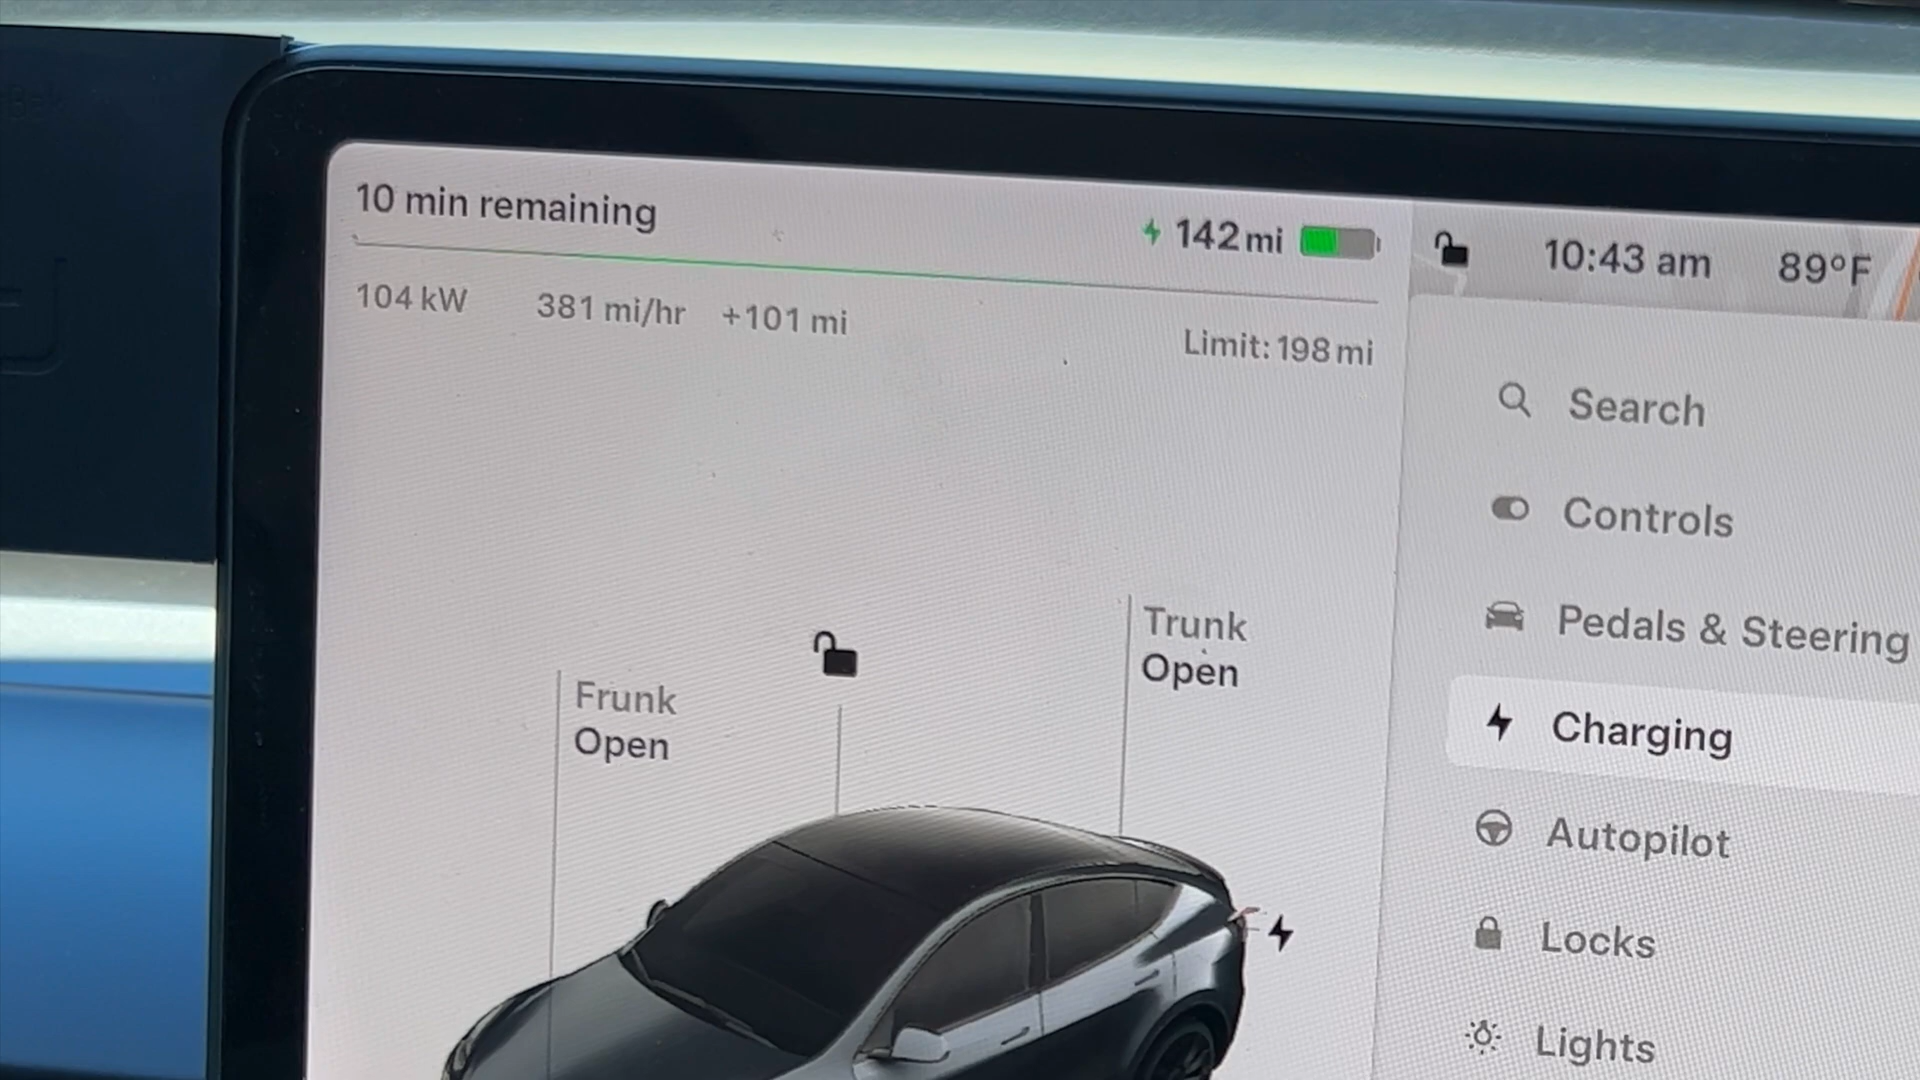 10 min remaining
142 mi
104 kW 381 mi/hr +101 mi
Limit: 198 mi
Frunk
Open
Trunk
Open
10:43 am 89°F
Search
Controls
Pedals & Steering
Charging
Autopilot
Locks
Lights